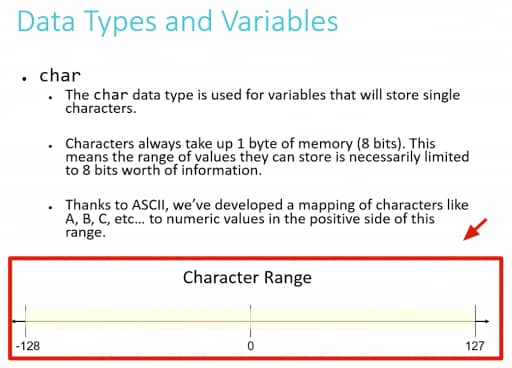 Data Types and Variables
• char
• The char data type is used for variables that will store single
characters.
• Characters always take up 1 byte of memory (8 bits). This
means the range of values they can store is necessarily limited
to 8 bits worth of information.
• Thanks to ASCII, we’ve developed a mapping of characters like
A, B, C, etc… to numeric values in the positive side of this
range.
Character Range
-128 0 127